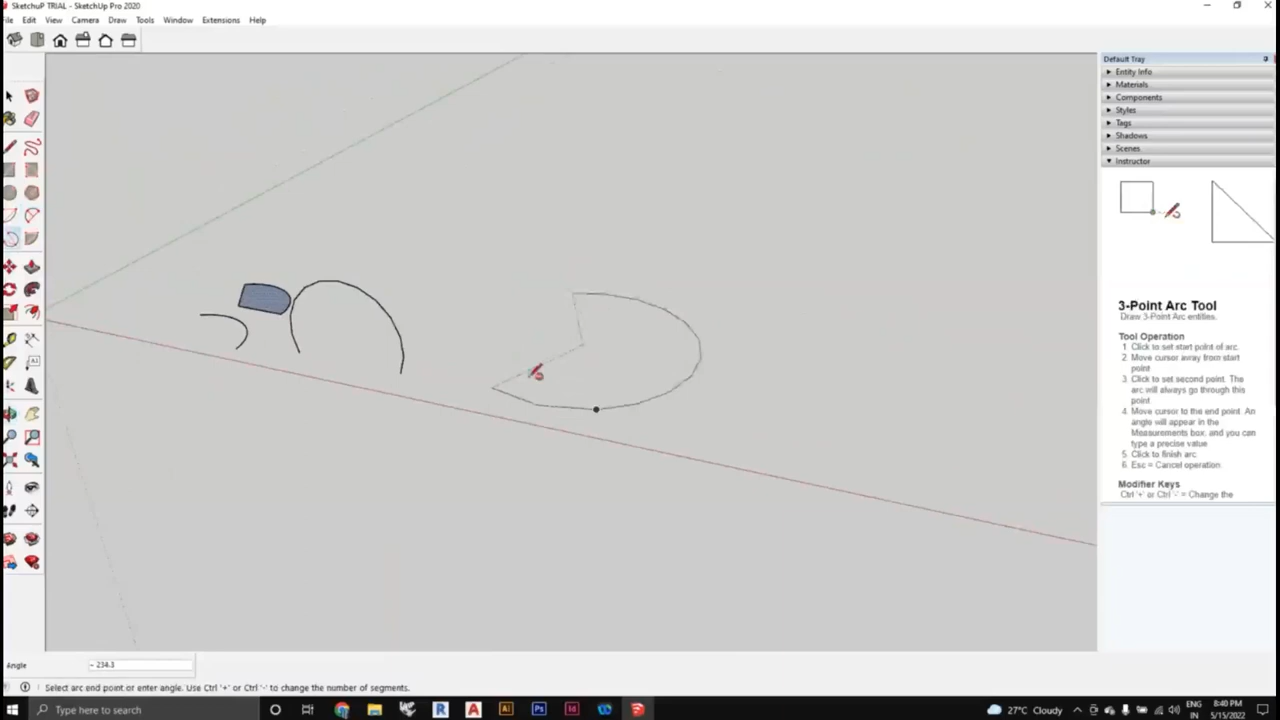 SketchuP TRIAL - SketchUp Pro 2020
File Edit View Camera Draw Tools Window Extensions Help
Default Tray
Entity Info
Materials
Components
Styles
Tags
Shadows
Scenes
Instructor
A1
3-Point Arc Tool
Draw 3-Point Arc entities.
Tool Operation
1. Click to set start point of arc.
2. Move cursor away from start
point
3. Click to set second point. The
arc will always go through this
point
4. Move cursor to the end point. An
angle will appear in the
Measurements box, and you can
type a precise value
5. Click to finish arc
6. Esc = Cancel operation
Modifier Keys
Ctrl '+' or Ctrl '-' = Change the
Angle ~ 234.3
Select arc end point or enter angle. Use Ctrl '+' or Ctrl '-' to change the number of segments.
Type here to search
R A Ai Ps Id
27°C Cloudy
ENG
IN
8:40 PM
5/15/2022